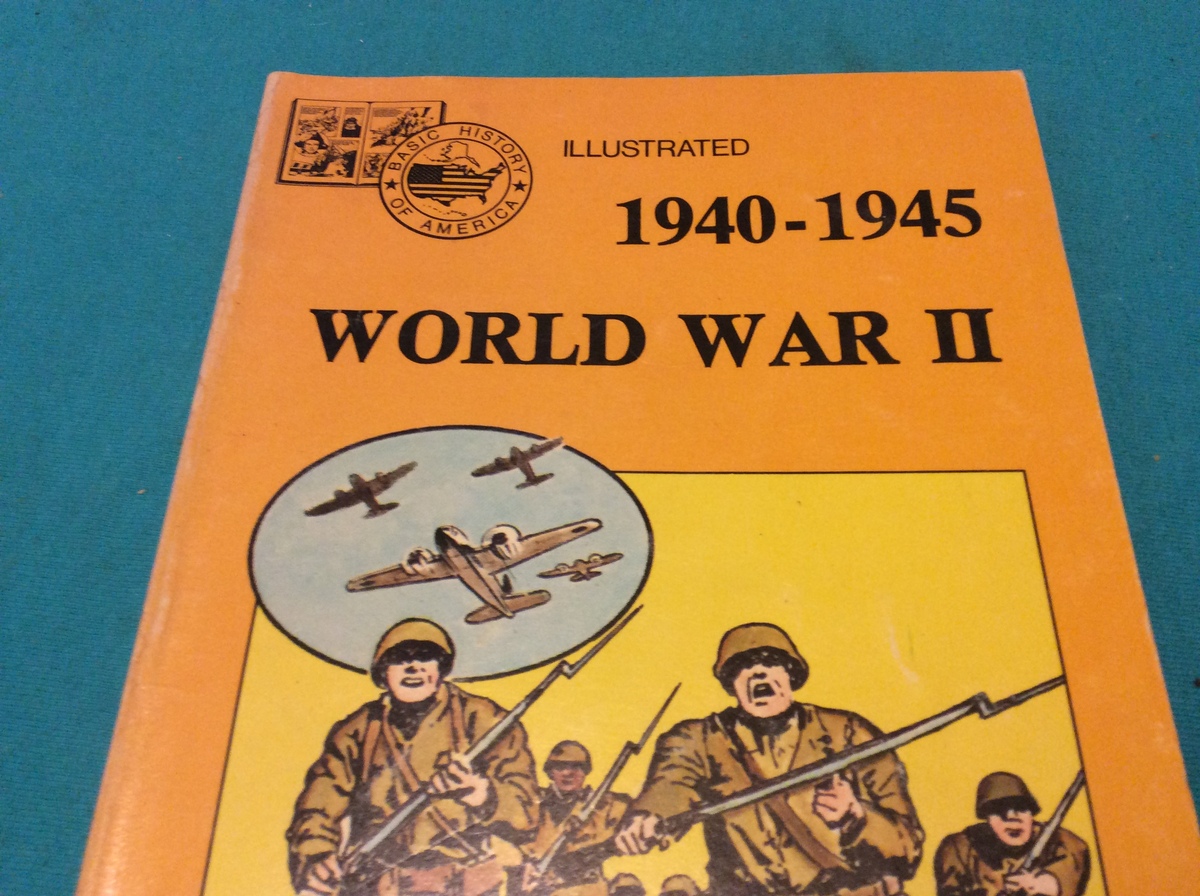 BASIC HISTORY
OF AMERICA
ILLUSTRATED
1940-1945
WORLD WAR II